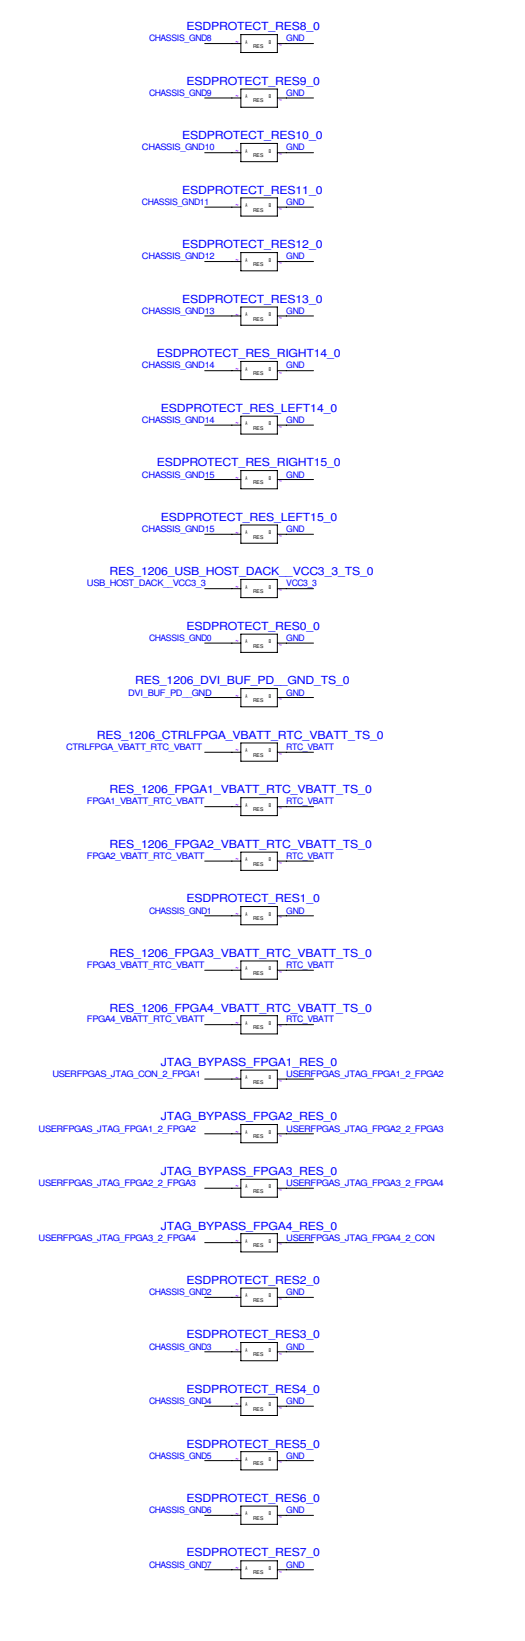 ESDPROTECT_RES8_0
CHASSIS_GND8 A B GND
RES
ESDPROTECT_RES9_0
CHASSIS_GND9 A B GND
RES
ESDPROTECT_RES10_0
CHASSIS_GND10 A B GND
RES
ESDPROTECT_RES11_0
CHASSIS_GND11 A B GND
RES
ESDPROTECT_RES12_0
CHASSIS_GND12 A B GND
RES
ESDPROTECT_RES13_0
CHASSIS_GND13 A B GND
RES
ESDPROTECT_RES_RIGHT14_0
CHASSIS_GND14 A B GND
RES
ESDPROTECT_RES_LEFT14_0
CHASSIS_GND14 A B GND
RES
ESDPROTECT_RES_RIGHT15_0
CHASSIS_GND15 A B GND
RES
ESDPROTECT_RES_LEFT15_0
CHASSIS_GND15 A B GND
RES
RES_1206_USB_HOST_DACK__VCC3_3_TS_0
USB_HOST_DACK__VCC3_3 A B VCC3_3
RES
ESDPROTECT_RES0_0
CHASSIS_GND0 A B GND
RES
RES_1206_DVI_BUF_PD__GND_TS_0
DVI_BUF_PD__GND A B GND
RES
RES_1206_CTRLFPGA_VBATT_RTC_VBATT_TS_0
CTRLFPGA_VBATT_RTC_VBATT A B RTC_VBATT
RES
RES_1206_FPGA1_VBATT_RTC_VBATT_TS_0
FPGA1_VBATT_RTC_VBATT A B RTC_VBATT
RES
RES_1206_FPGA2_VBATT_RTC_VBATT_TS_0
FPGA2_VBATT_RTC_VBATT A B RTC_VBATT
RES
ESDPROTECT_RES1_0
CHASSIS_GND1 A B GND
RES
RES_1206_FPGA3_VBATT_RTC_VBATT_TS_0
FPGA3_VBATT_RTC_VBATT A B RTC_VBATT
RES
RES_1206_FPGA4_VBATT_RTC_VBATT_TS_0
FPGA4_VBATT_RTC_VBATT A B RTC_VBATT
RES
JTAG_BYPASS_FPGA1_RES_0
USERFPGAS_JTAG_CON_2_FPGA1 A B USERFPGAS_JTAG_FPGA1_2_FPGA2
RES
JTAG_BYPASS_FPGA2_RES_0
USERFPGAS_JTAG_FPGA1_2_FPGA2 A B USERFPGAS_JTAG_FPGA2_2_FPGA3
RES
JTAG_BYPASS_FPGA3_RES_0
USERFPGAS_JTAG_FPGA2_2_FPGA3 A B USERFPGAS_JTAG_FPGA3_2_FPGA4
RES
JTAG_BYPASS_FPGA4_RES_0
USERFPGAS_JTAG_FPGA3_2_FPGA4 A B USERFPGAS_JTAG_FPGA4_2_CON
RES
ESDPROTECT_RES2_0
CHASSIS_GND2 A B GND
RES
ESDPROTECT_RES3_0
CHASSIS_GND3 A B GND
RES
ESDPROTECT_RES4_0
CHASSIS_GND4 A B GND
RES
ESDPROTECT_RES5_0
CHASSIS_GND5 A B GND
RES
ESDPROTECT_RES6_0
CHASSIS_GND6 A B GND
RES
ESDPROTECT_RES7_0
CHASSIS_GND7 A B GND
RES